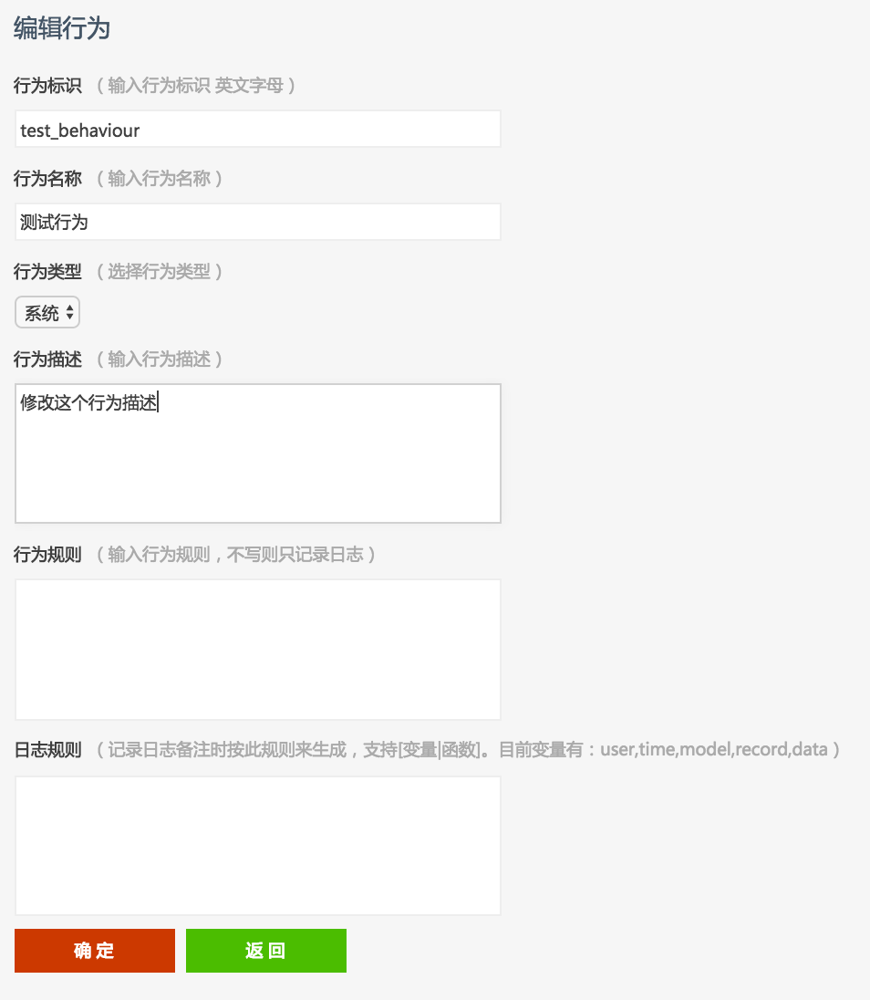 编辑行为
行为标识 （输入行为标识 英文字母）
test_behaviour
行为名称 （输入行为名称）
测试行为
行为类型 （选择行为类型）
系统
行为描述 （输入行为描述）
修改这个行为描述
行为规则 （输入行为规则，不写则只记录日志）
日志规则 （记录日志备注时按此规则来生成，支持[变量|函数]。目前变量有：user,time,model,record,data）
确 定 返 回